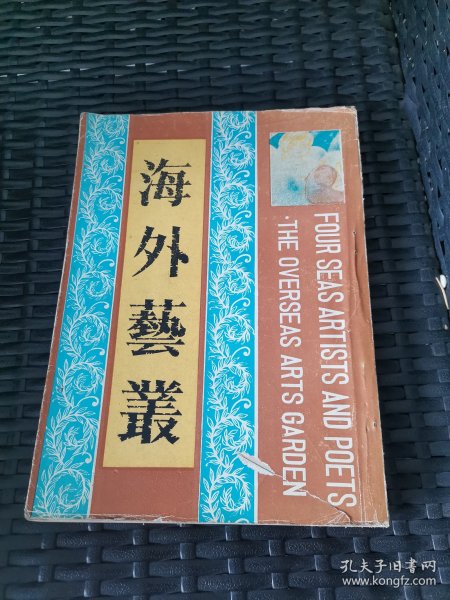 海外藝叢
FOUR SEAS ARTISTS AND POETS
·THE OVERSEAS ARTS GARDEN
孔夫子旧书网
www.kongfz.com